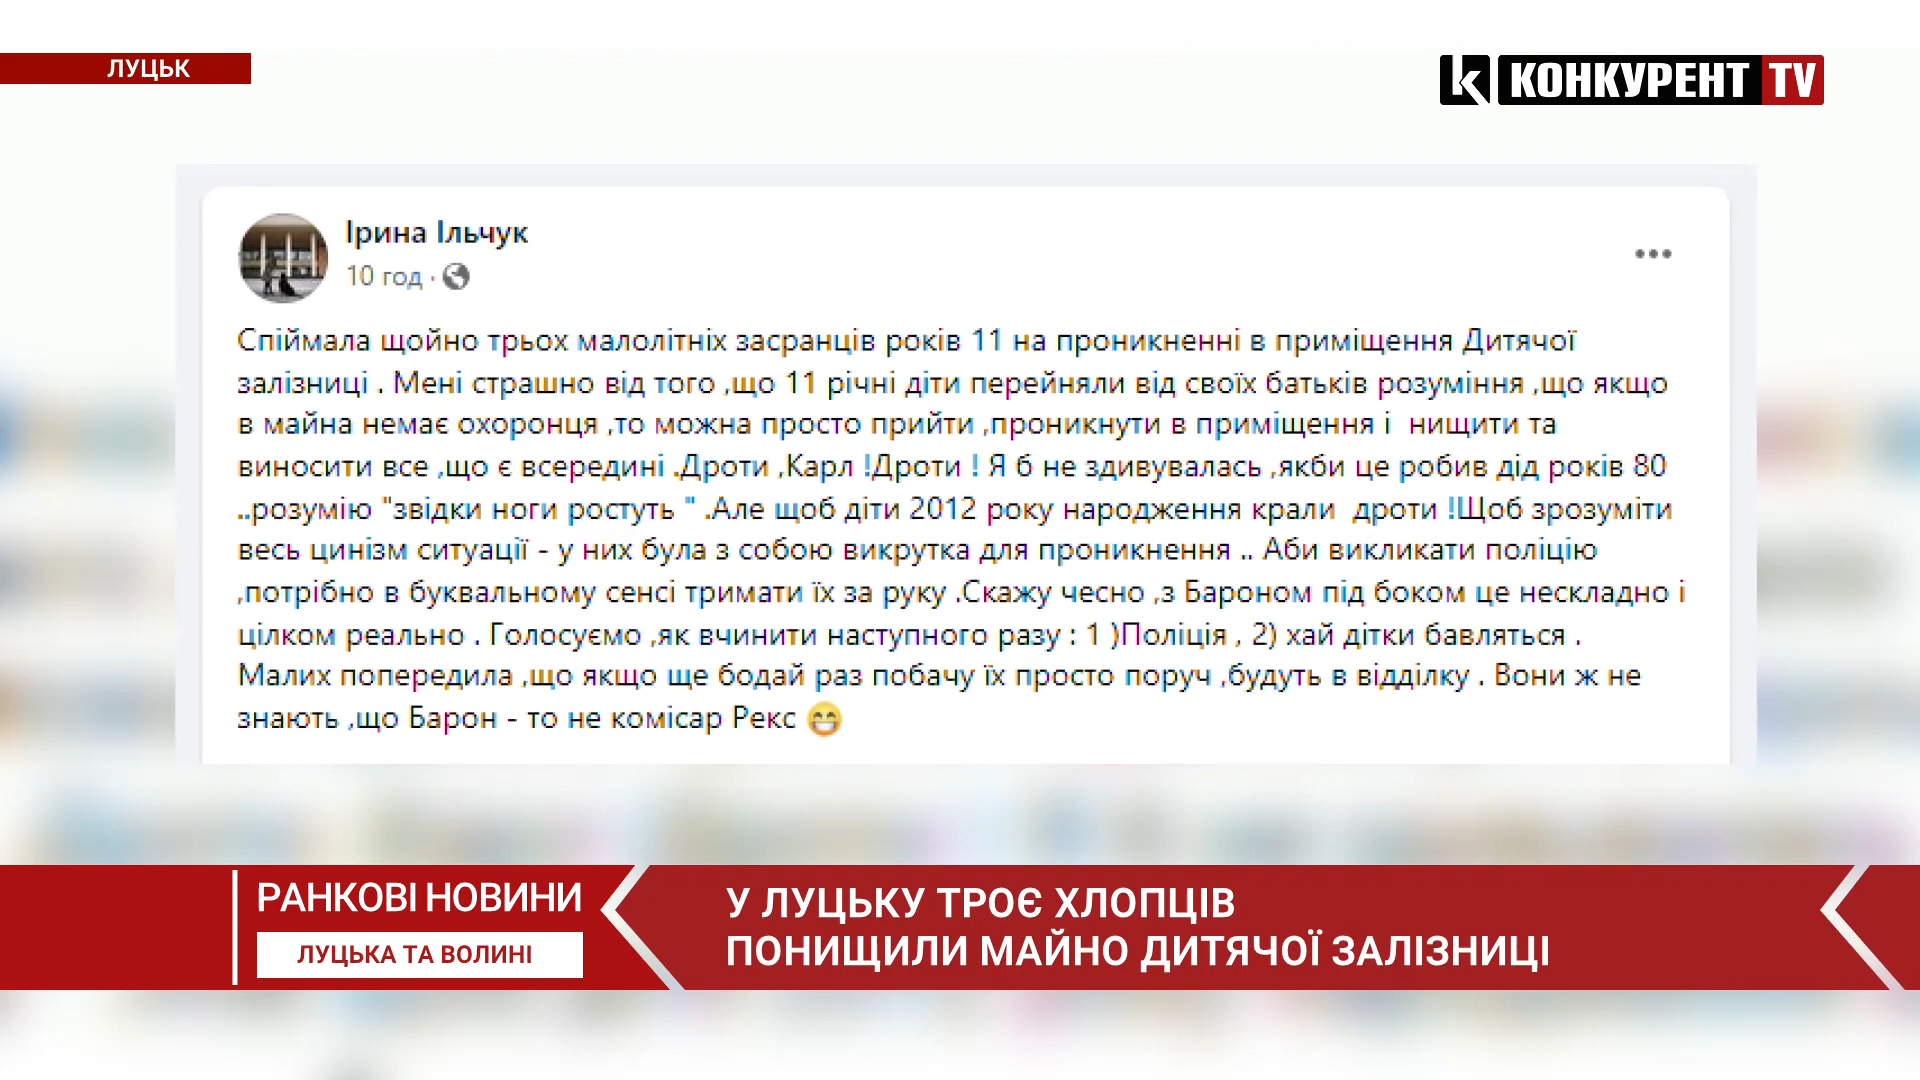 ЛУЦЬК
k КОНКУРЕНТ TV
Ірина Ільчук
10 год ·
Спіймала щойно трьох малолітніх засранців років 11 на проникненні в приміщення Дитячої
залізниці . Мені страшно від того ,що 11 річні діти перейняли від своїх батьків розуміння ,що якщо
в майна немає охоронця ,то можна просто прийти ,проникнути в приміщення і  нищити та
виносити все ,що є всередині .Дроти ,Карл !Дроти ! Я б не здивувалась ,якби це робив дід років 80
..розумію "звідки ноги ростуть " .Але щоб діти 2012 року народження крали  дроти !Щоб зрозуміти
весь цинізм ситуації - у них була з собою викрутка для проникнення .. Аби викликати поліцію
,потрібно в буквальному сенсі тримати їх за руку .Скажу чесно ,з Бароном під боком це нескладно і
цілком реально . Голосуємо ,як вчинити наступного разу : 1 )Поліція , 2) хай дітки бавляться .
Малих попередила ,що якщо ще бодай раз побачу їх просто поруч ,будуть в відділку . Вони ж не
знають ,що Барон - то не комісар Рекс 😁
РАНКОВІ НОВИНИ
ЛУЦЬКА ТА ВОЛИНІ
У ЛУЦЬКУ ТРОЄ ХЛОПЦІВ
ПОНИЩИЛИ МАЙНО ДИТЯЧОЇ ЗАЛІЗНИЦІ